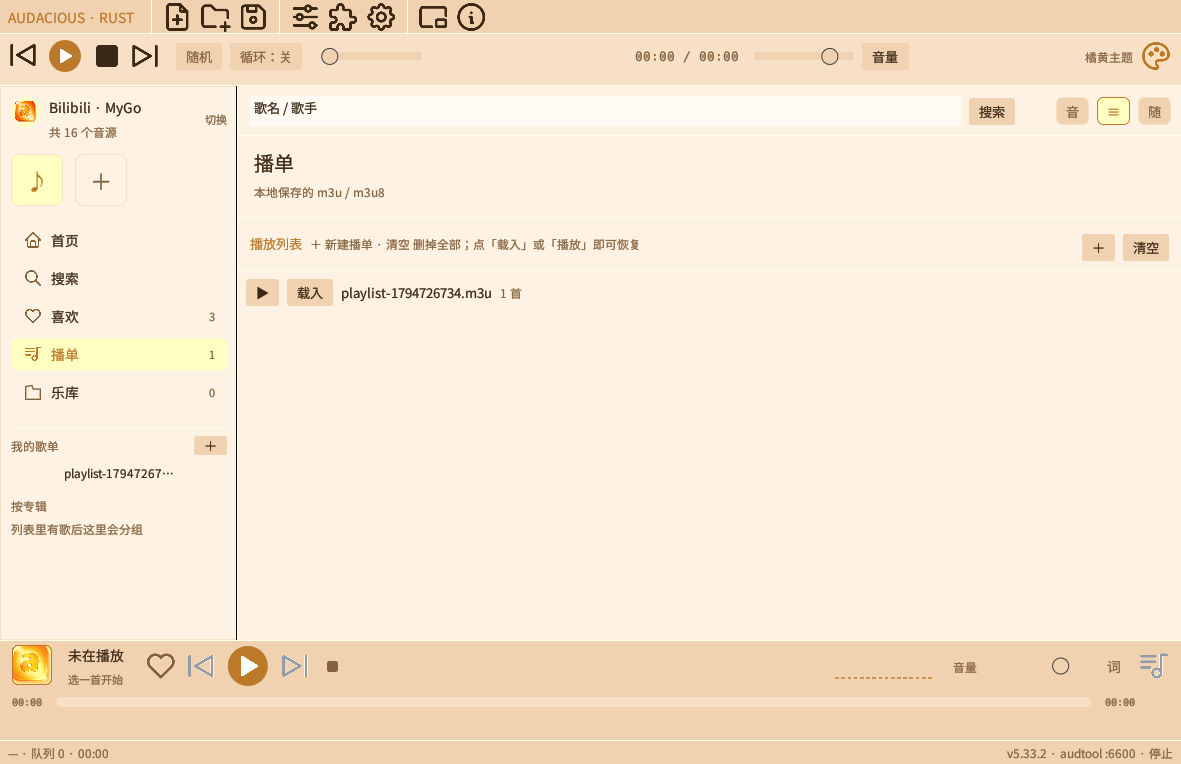 AUDACIOUS · RUST
随机 循环：关 00:00 / 00:00 音量 橘黄主题
Bilibili · MyGo
共 16 个音源
切换
首页
搜索
喜欢 3
播单 1
乐库 0
我的歌单 +
playlist-17947267…
按专辑
列表里有歌后这里会分组
歌名 / 歌手 搜索 音 ≡ 随
播单
本地保存的 m3u / m3u8
播放列表 ＋ 新建播单 · 清空 删掉全部；点「载入」或「播放」即可恢复 + 清空
载入 playlist-1794726734.m3u 1 首
未在播放
选一首开始
音量 词
00:00 00:00
— · 队列 0 · 00:00 v5.33.2 · audtool :6600 · 停止